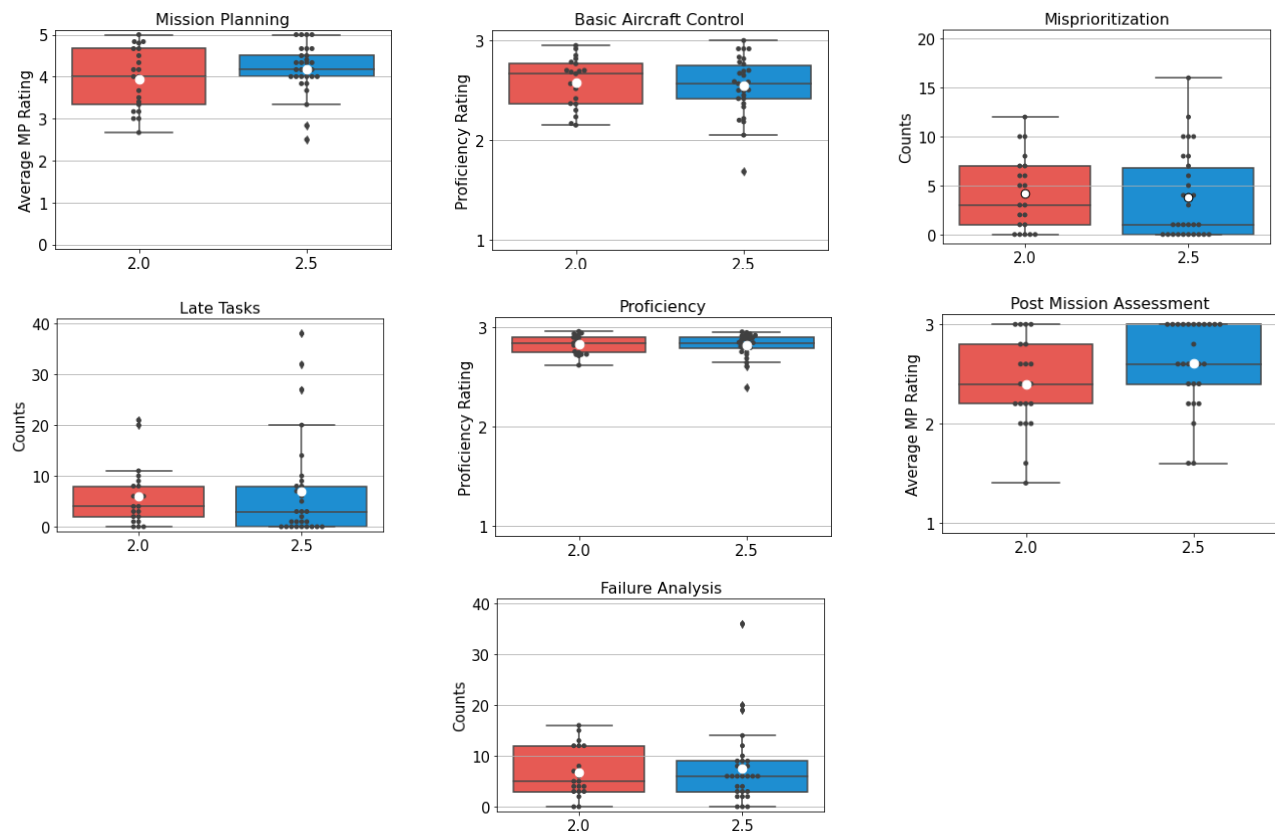 Mission Planning
Average MP Rating
5
4
3
2
1
0
2.0 2.5
Basic Aircraft Control
Proficiency Rating
3
2
1
2.0 2.5
Misprioritization
Counts
20
15
10
5
0
2.0 2.5
Late Tasks
Counts
40
30
20
10
0
2.0 2.5
Proficiency
Proficiency Rating
3
2
1
2.0 2.5
Post Mission Assessment
Average MP Rating
3
2
1
2.0 2.5
Failure Analysis
Counts
40
30
20
10
0
2.0 2.5